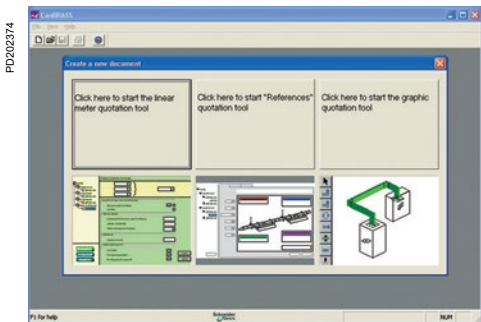 PD202374
CanBRASS
File View Help
Create a new document
Click here to start the linear
meter quotation tool
Click here to start "References"
quotation tool
Click here to start the graphic
quotation tool
F1 for help
Schneider
Electric
NUM